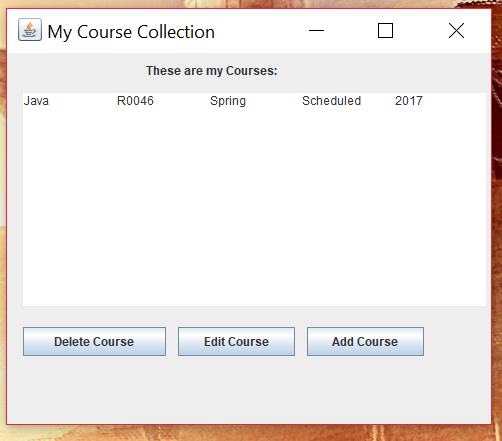 My Course Collection
These are my Courses:
Java R0046 Spring Scheduled 2017
Delete Course Edit Course Add Course